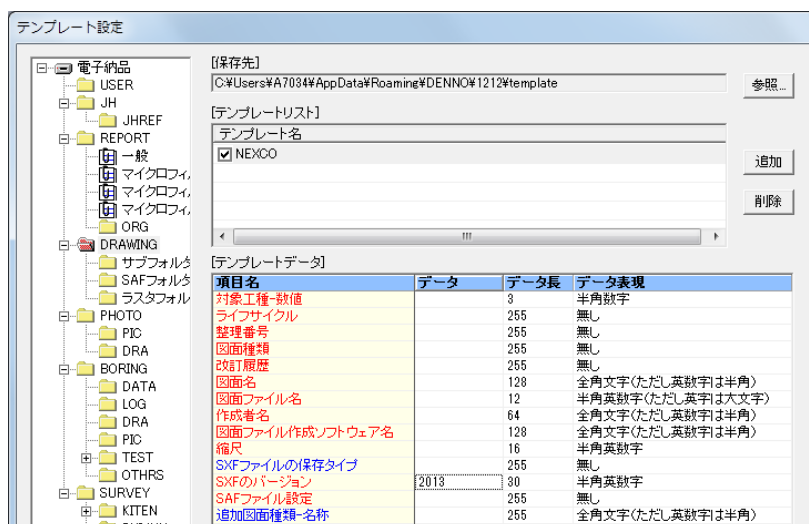 テンプレート設定
電子納品
USER
JH
JHREF
REPORT
一般
マイクロフィ
マイクロフィ
マイクロフィ
ORG
DRAWING
サブフォルダ
SAFフォルダ
ラスタフォル
PHOTO
PIC
DRA
BORING
DATA
LOG
DRA
PIC
TEST
OTHRS
SURVEY
KITEN
[保存先]
C:¥Users¥A7034¥AppData¥Roaming¥DENNO¥1212¥template
参照...
[テンプレートリスト]
テンプレート名
NEXCO
追加
削除
[テンプレートデータ]
項目名 データ データ長 データ表現
対象工種-数値 3 半角数字
ライフサイクル 255 無し
整理番号 255 無し
図面種類 255 無し
改訂履歴 255 無し
図面名 128 全角文字(ただし英数字は半角)
図面ファイル名 12 半角英数字(ただし英字は大文字)
作成者名 64 全角文字(ただし英数字は半角)
図面ファイル作成ソフトウェア名 128 全角文字(ただし英数字は半角)
縮尺 16 半角英数字
SXFファイルの保存タイプ 255 無し
SXFのバージョン 2013 30 半角英数字
SAFファイル設定 255 無し
追加図面種類-名称 255 全角文字(ただし英数字は半角)